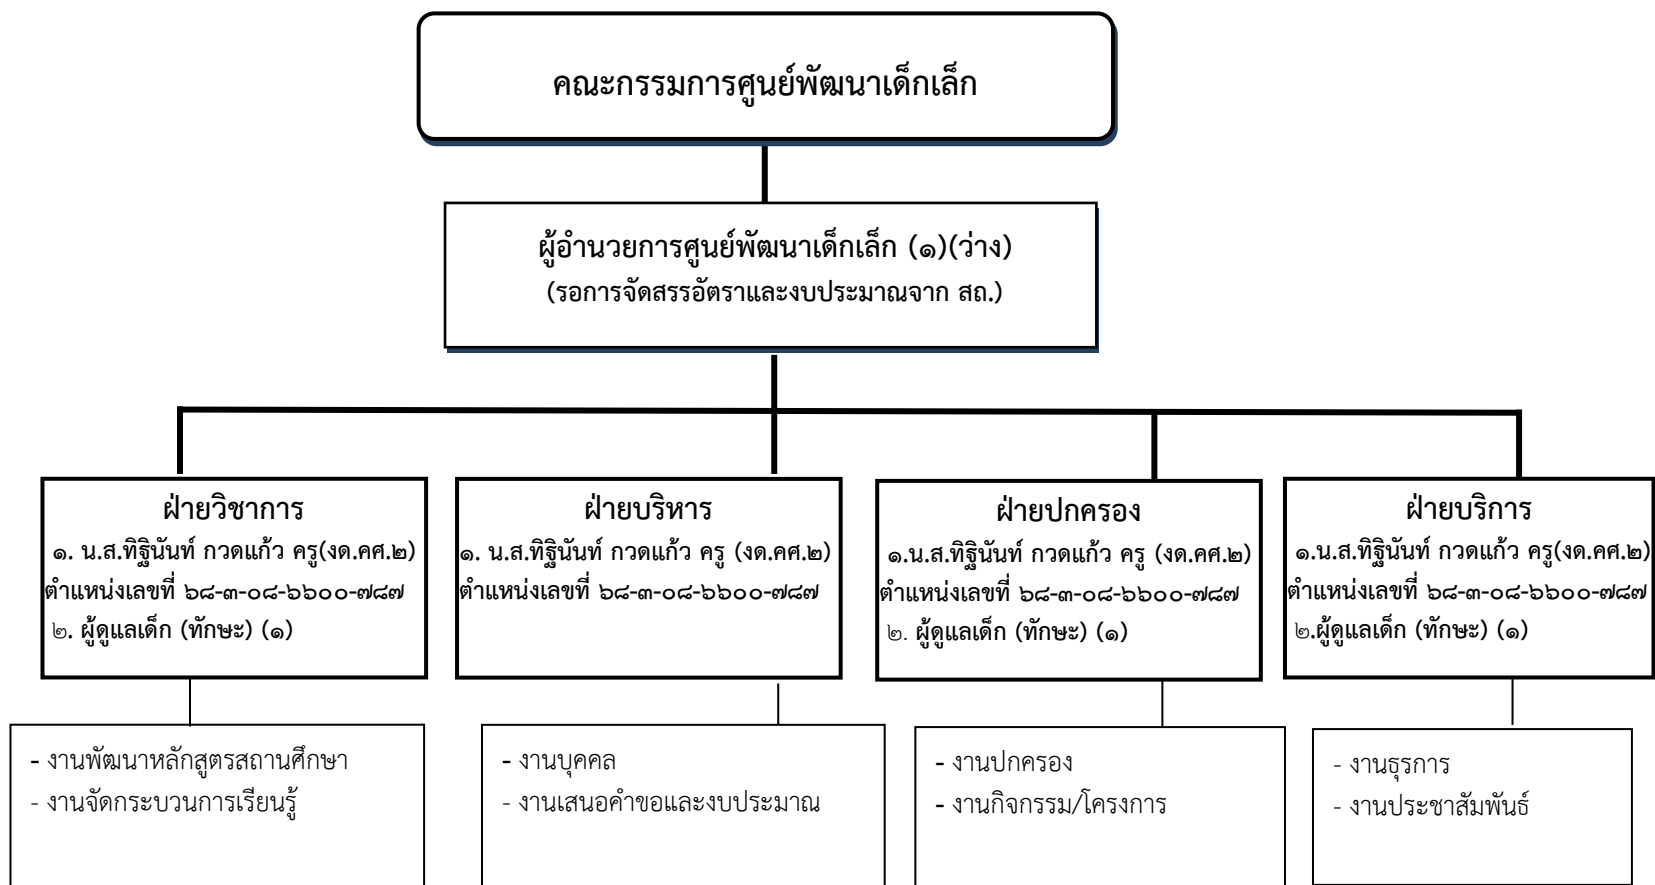 คณะกรรมการศูนย์พัฒนาเด็กเล็ก
ผู้อำนวยการศูนย์พัฒนาเด็กเล็ก (๑)(ว่าง)
(รอการจัดสรรอัตราและงบประมาณจาก สถ.)
ฝ่ายวิชาการ
๑. น.ส.ทิฐินันท์ กวดแก้ว ครู(งด.คศ.๒)
ตำแหน่งเลขที่ ๖๘-๓-๐๘-๖๖๐๐-๗๘๗
๒. ผู้ดูแลเด็ก (ทักษะ) (๑)
ฝ่ายบริหาร
๑. น.ส.ทิฐินันท์ กวดแก้ว ครู (งด.คศ.๒)
ตำแหน่งเลขที่ ๖๘-๓-๐๘-๖๖๐๐-๗๘๗
ฝ่ายปกครอง
๑.น.ส.ทิฐินันท์ กวดแก้ว ครู (งด.คศ.๒)
ตำแหน่งเลขที่ ๖๘-๓-๐๘-๖๖๐๐-๗๘๗
๒. ผู้ดูแลเด็ก (ทักษะ) (๑)
ฝ่ายบริการ
๑.น.ส.ทิฐินันท์ กวดแก้ว ครู(งด.คศ.๒)
ตำแหน่งเลขที่ ๖๘-๓-๐๘-๖๖๐๐-๗๘๗
๒.ผู้ดูแลเด็ก (ทักษะ) (๑)
- งานพัฒนาหลักสูตรสถานศึกษา
- งานจัดกระบวนการเรียนรู้
- งานบุคคล
- งานเสนอคำขอและงบประมาณ
- งานปกครอง
- งานกิจกรรม/โครงการ
- งานธุรการ
- งานประชาสัมพันธ์